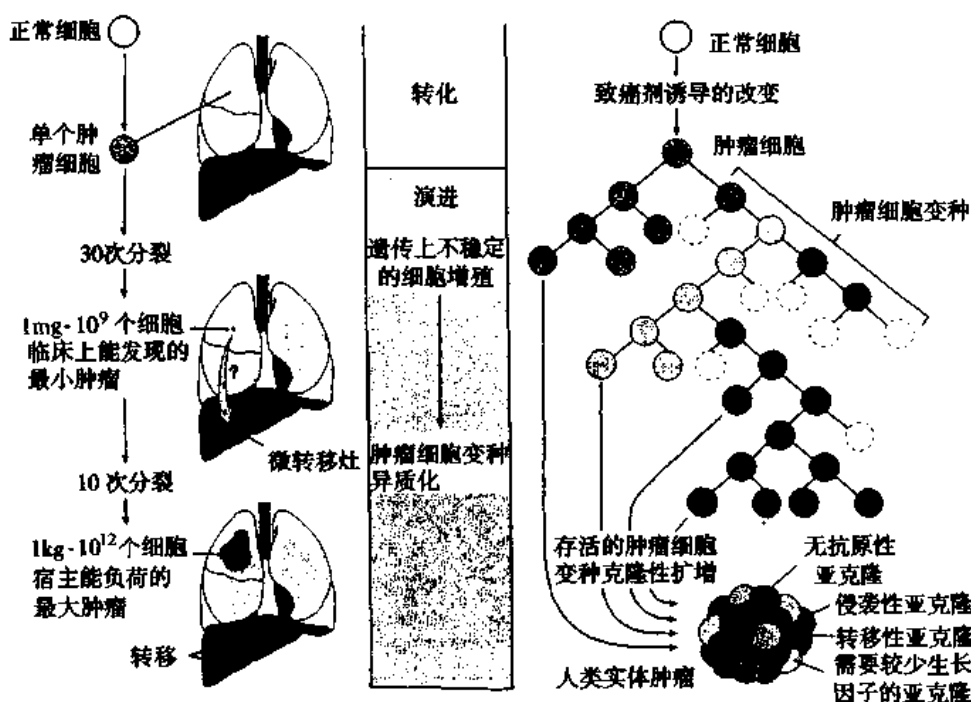 正常细胞
单个肿
瘤细胞
30次分裂
1mg·10⁹个细胞
临床上能发现的
最小肿瘤
?
微转移灶
10次分裂
1kg·10¹²个细胞
宿主能负荷的
最大肿瘤
转移
转化
演进
遗传上不稳定
的细胞增殖
肿瘤细胞变种
异质化
正常细胞
致癌剂诱导的改变
肿瘤细胞
肿瘤细胞变种
存活的肿瘤细胞
变种克隆性扩增
人类实体肿瘤
无抗原性
亚克隆
侵袭性亚克隆
转移性亚克隆
需要较少生长
因子的亚克隆